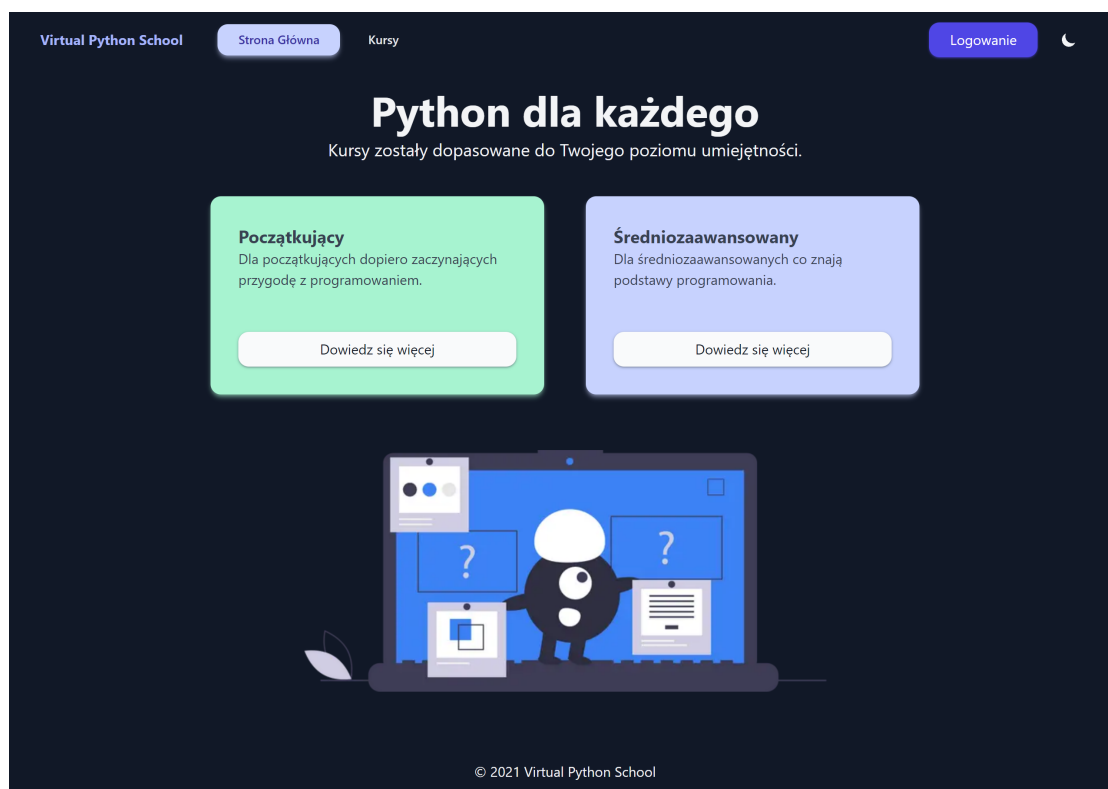 Virtual Python School
Strona Główna
Kursy
Logowanie
Python dla każdego
Kursy zostały dopasowane do Twojego poziomu umiejętności.
Początkujący
Dla początkujących dopiero zaczynających
przygodę z programowaniem.
Dowiedz się więcej
Średniozaawansowany
Dla średniozaawansowanych co znają
podstawy programowania.
Dowiedz się więcej
?
?
© 2021 Virtual Python School